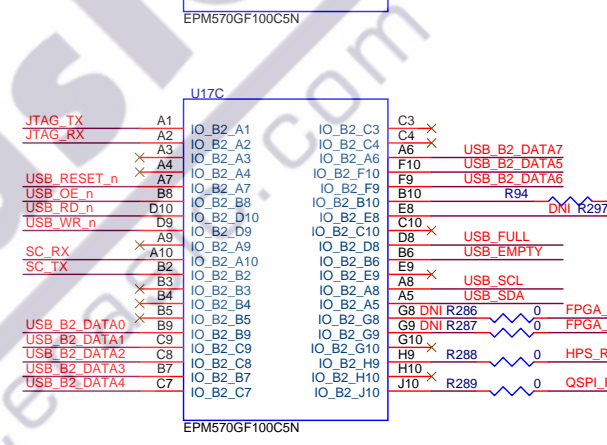 EPM570GF100C5N
U17C
JTAG_TX A1 IO_B2_A1 IO_B2_C3 C3
JTAG_RX A2 IO_B2_A2 IO_B2_C4 C4
A3 IO_B2_A3 IO_B2_A6 A6 USB_B2_DATA7
A4 IO_B2_A4 IO_B2_F10 F10 USB_B2_DATA5
USB_RESET_n A7 IO_B2_A7 IO_B2_F9 F9 USB_B2_DATA6
USB_OE_n B8 IO_B2_B8 IO_B2_B10 B10 R94
USB_RD_n D10 IO_B2_D10 IO_B2_E8 E8 DNI R297
USB_WR_n D9 IO_B2_D9 IO_B2_C10 C10
A9 IO_B2_A9 IO_B2_D8 D8 USB_FULL
SC_RX A10 IO_B2_A10 IO_B2_B6 B6 USB_EMPTY
SC_TX B2 IO_B2_B2 IO_B2_E9 E9
B3 IO_B2_B3 IO_B2_A8 A8 USB_SCL
B4 IO_B2_B4 IO_B2_A5 A5 USB_SDA
B5 IO_B2_B5 IO_B2_G8 G8 DNI R286 0 FPGA_
USB_B2_DATA0 B9 IO_B2_B9 IO_B2_G9 G9 DNI R287 0 FPGA_
USB_B2_DATA1 C9 IO_B2_C9 IO_B2_G10 G10
USB_B2_DATA2 C8 IO_B2_C8 IO_B2_H9 H9 R288 0 HPS_R
USB_B2_DATA3 B7 IO_B2_B7 IO_B2_H10 H10
USB_B2_DATA4 C7 IO_B2_C7 IO_B2_J10 J10 R289 0 QSPI_
EPM570GF100C5N